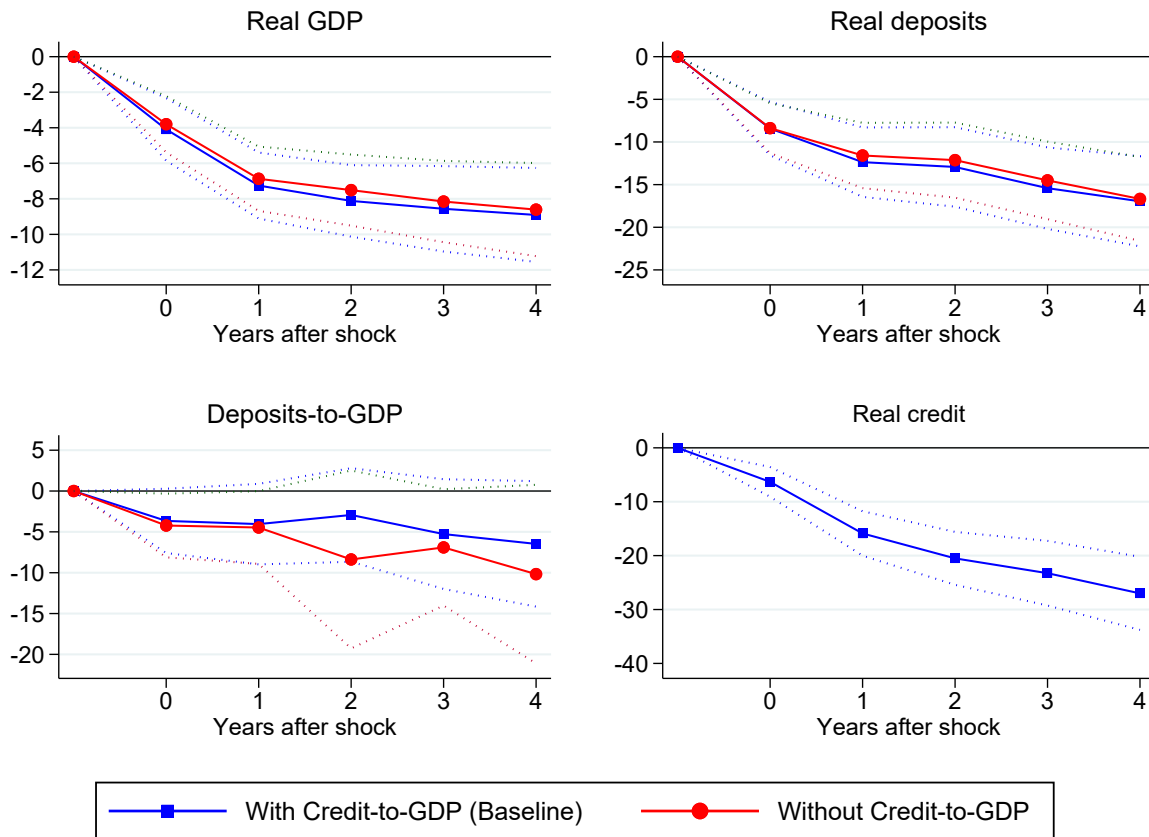 Real GDP
0
-2
-4
-6
-8
-10
-12
0 1 2 3 4
Years after shock
Real deposits
0
-5
-10
-15
-20
-25
0 1 2 3 4
Years after shock
Deposits-to-GDP
5
0
-5
-10
-15
-20
0 1 2 3 4
Years after shock
Real credit
0
-10
-20
-30
-40
0 1 2 3 4
Years after shock
With Credit-to-GDP (Baseline) Without Credit-to-GDP